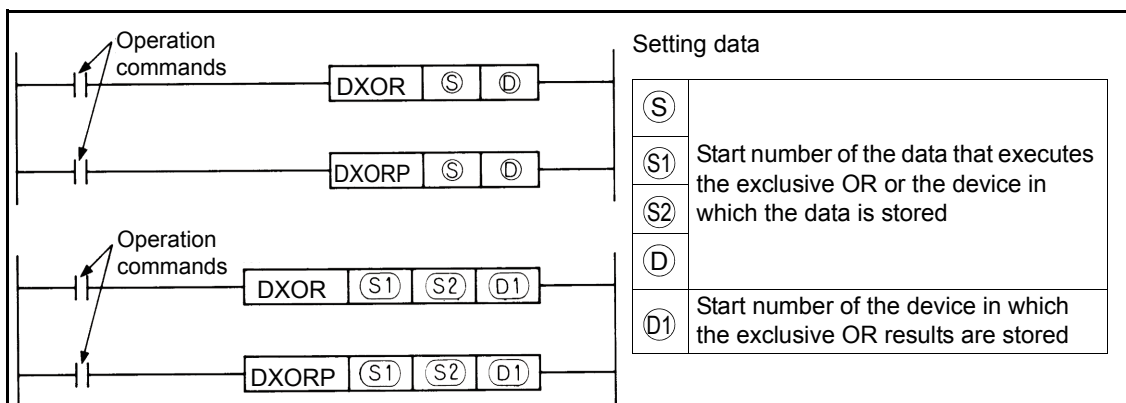 Operation
commands
DXOR Ⓢ Ⓓ
DXORP Ⓢ Ⓓ
Operation
commands
DXOR (S1) (S2) (D1)
DXORP (S1) (S2) (D1)
Setting data
Ⓢ
(S1)
(S2)
Ⓓ
Start number of the data that executes
the exclusive OR or the device in
which the data is stored
(D1)
Start number of the device in which
the exclusive OR results are stored